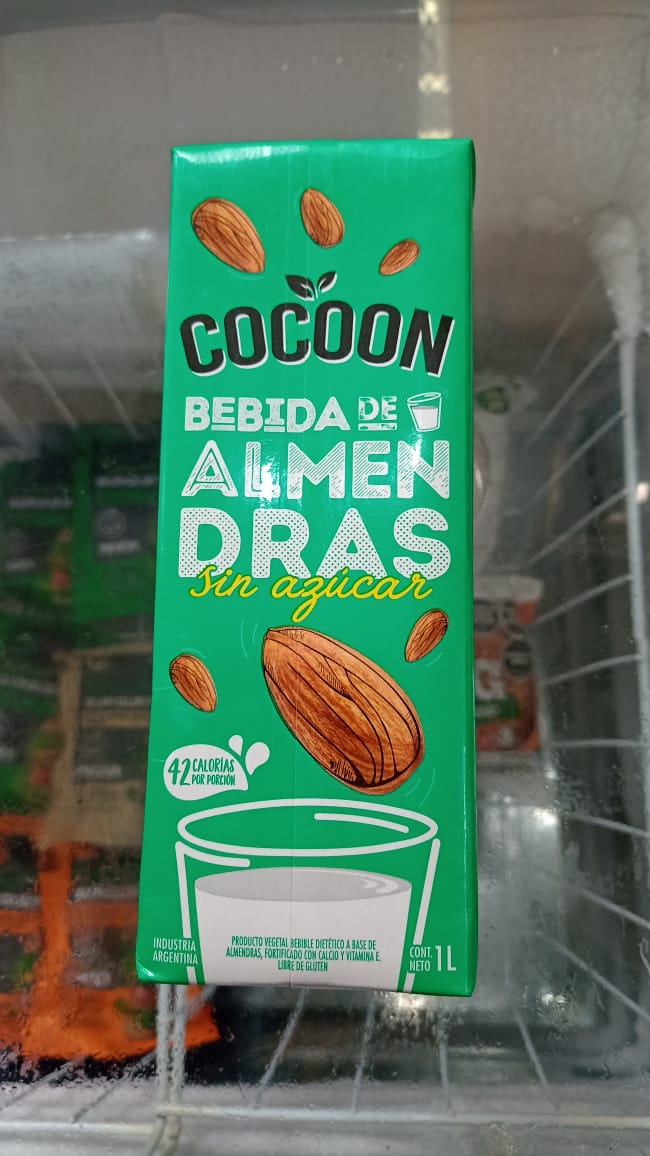 COCOON
BEBIDA DE
ALMEN
DRAS
sin azúcar
42 CALORÍAS
POR PORCIÓN
INDUSTRIA
ARGENTINA
PRODUCTO VEGETAL BEBIBLE DIETÉTICO A BASE DE
ALMENDRAS, FORTIFICADO CON CALCIO Y VITAMINA E.
LIBRE DE GLUTEN
CONT.
NETO 1L